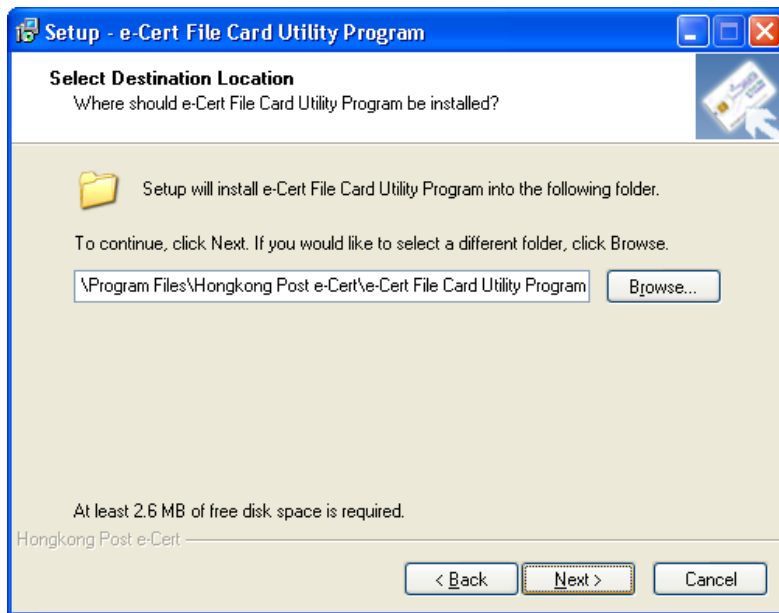 Setup - e-Cert File Card Utility Program
Select Destination Location
Where should e-Cert File Card Utility Program be installed?
Setup will install e-Cert File Card Utility Program into the following folder.
To continue, click Next. If you would like to select a different folder, click Browse.
\Program Files\Hongkong Post e-Cert\e-Cert File Card Utility Program
Browse...
At least 2.6 MB of free disk space is required.
Hongkong Post e-Cert
< Back
Next >
Cancel